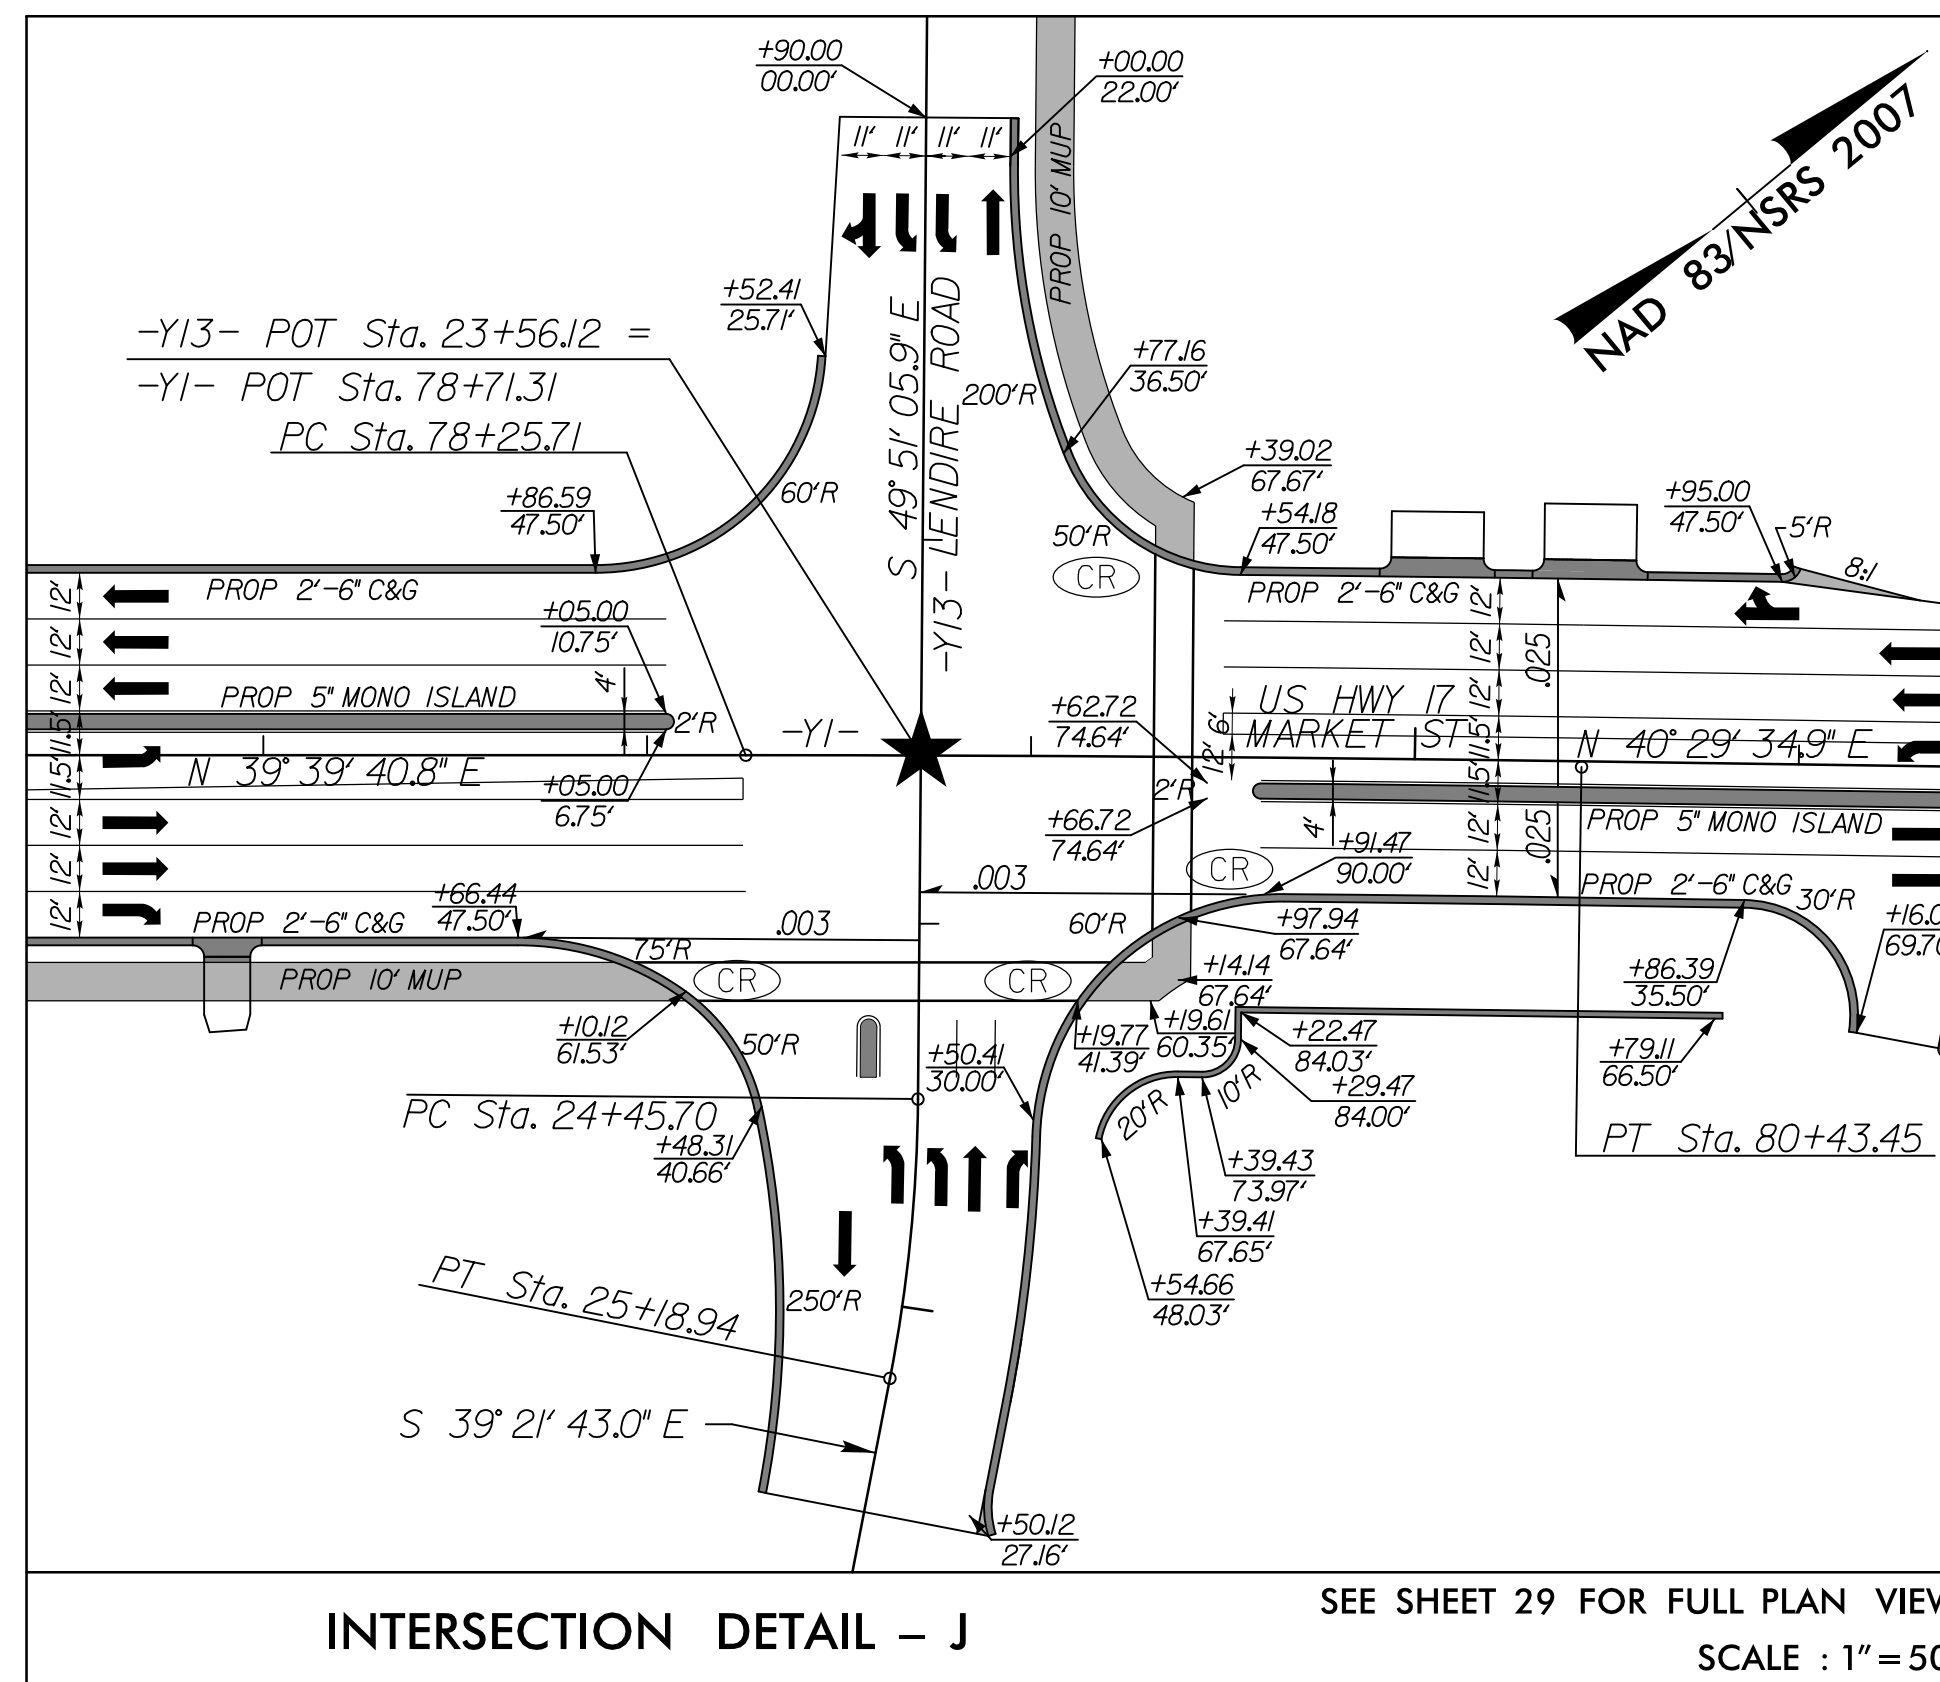 +90.00
00.00'
+00.00
22.00'
11' 11' 11' 11'
PROP 10' MUP
NAD 83/NSRS 2007
+52.41
25.71'
-Y13- POT Sta. 23+56.12 =
-Y1- POT Sta. 78+71.31
PC Sta. 78+25.71
S 49° 51' 05.9" E
-Y13- LENDIRE ROAD
200'R
+77.16
36.50'
+86.59
47.50'
60'R
+39.02
67.67'
+54.18
47.50'
50'R
CR
+95.00
47.50'
5'R
8:1
PROP 2'-6" C&G
PROP 2'-6" C&G
12'
12'
12'
11.5'
11.5'
12'
12'
12'
+05.00
10.75'
4'
PROP 5" MONO ISLAND
2'R
-Y1-
N 39° 39' 40.8" E
+05.00
6.75'
+62.72
74.64'
6'
12'
US HWY 17
MARKET ST
12'
12'
12'
11.5'
11.5'
12'
12'
.025
.025
N 40° 29' 34.9" E
2'R
+66.72
74.64'
4'
PROP 5" MONO ISLAND
CR
+91.47
90.00'
.003
+66.44
47.50'
PROP 2'-6" C&G
.003
75'R
60'R
PROP 2'-6" C&G
30'R
+97.94
67.64'
PROP 10' MUP
CR
CR
+14.14
67.64'
+86.39
35.50'
+10.12
61.53'
50'R
+50.41
30.00'
+19.77
41.39'
+19.61
60.35'
+22.47
84.03'
+79.11
66.50'
PC Sta. 24+45.70
+29.47
84.00'
20'R
10'R
+48.31
40.66'
PT Sta. 80+43.45
+39.43
73.97'
+39.41
67.65'
PT Sta. 25+18.94
250'R
+54.66
48.03'
S 39° 21' 43.0" E
+50.12
27.16'
INTERSECTION DETAIL – J
SEE SHEET 29 FOR FULL PLAN VIEW
SCALE : 1" = 50